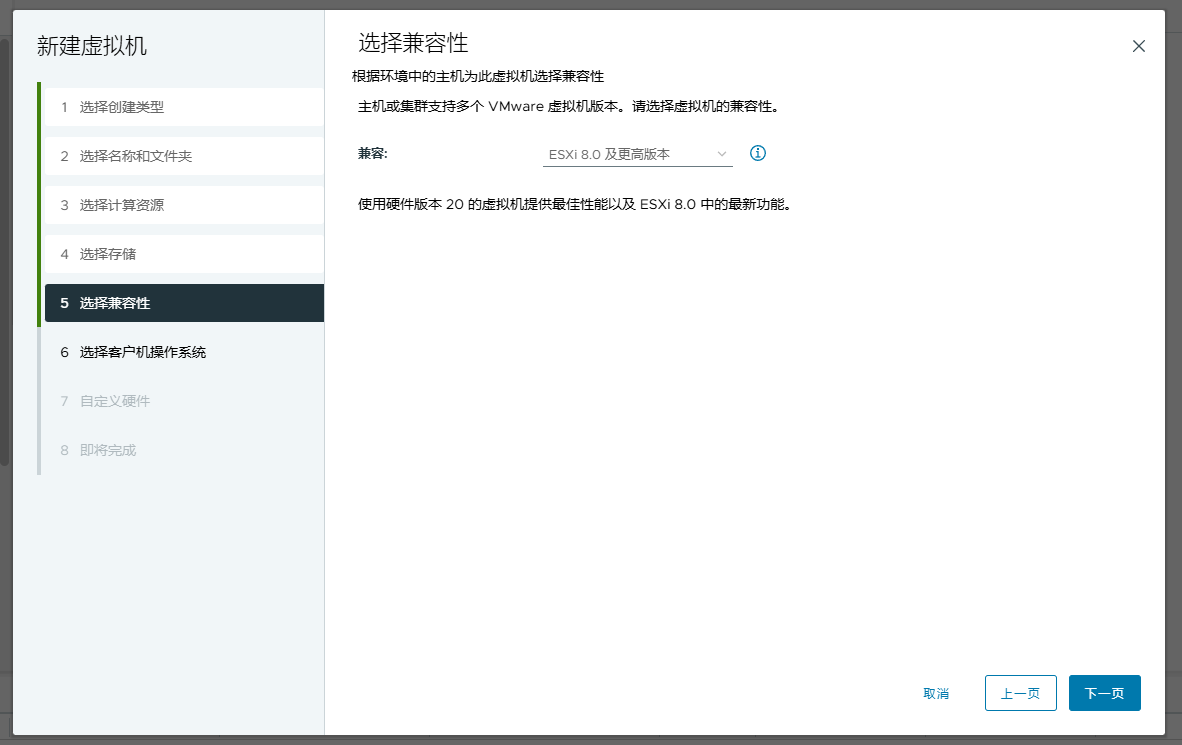 新建虚拟机
1 选择创建类型
2 选择名称和文件夹
3 选择计算资源
4 选择存储
5 选择兼容性
6 选择客户机操作系统
7 自定义硬件
8 即将完成
选择兼容性
根据环境中的主机为此虚拟机选择兼容性
主机或集群支持多个 VMware 虚拟机版本。请选择虚拟机的兼容性。
兼容: ESXi 8.0 及更高版本
使用硬件版本 20 的虚拟机提供最佳性能以及 ESXi 8.0 中的最新功能。
取消 上一页 下一页